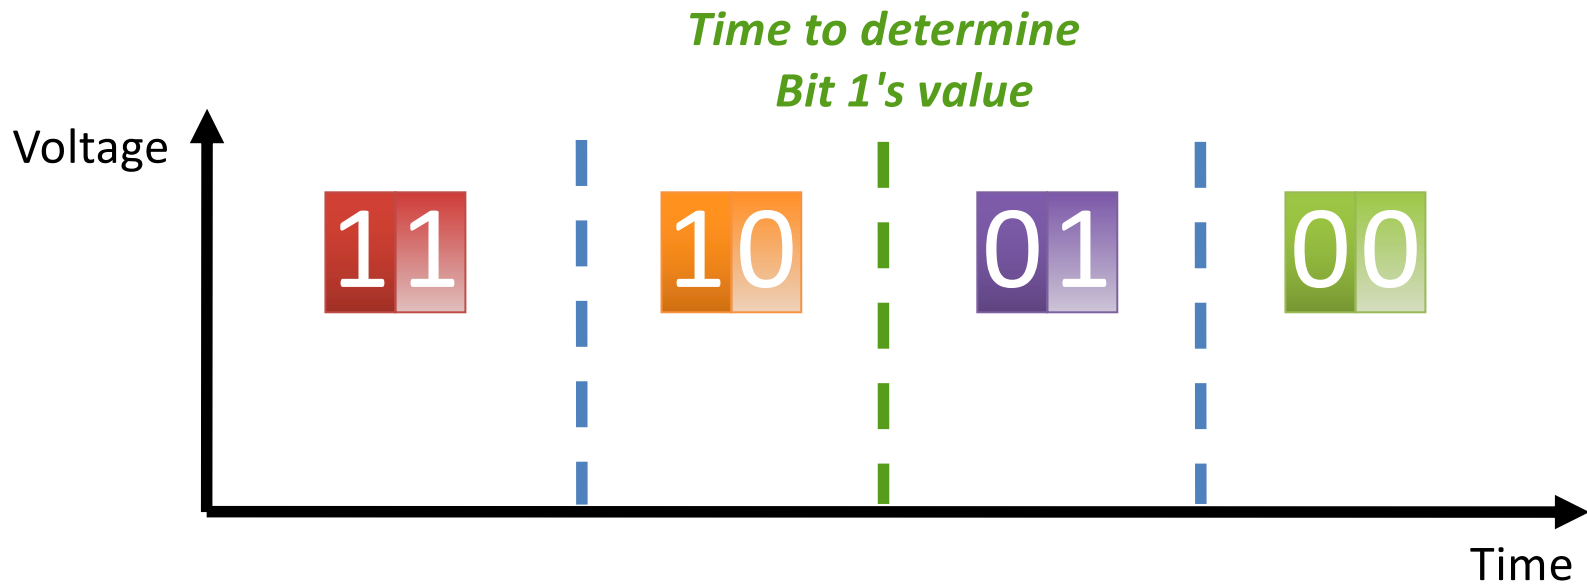 Time to determine
Bit 1's value
Voltage
11 10 01 00
Time